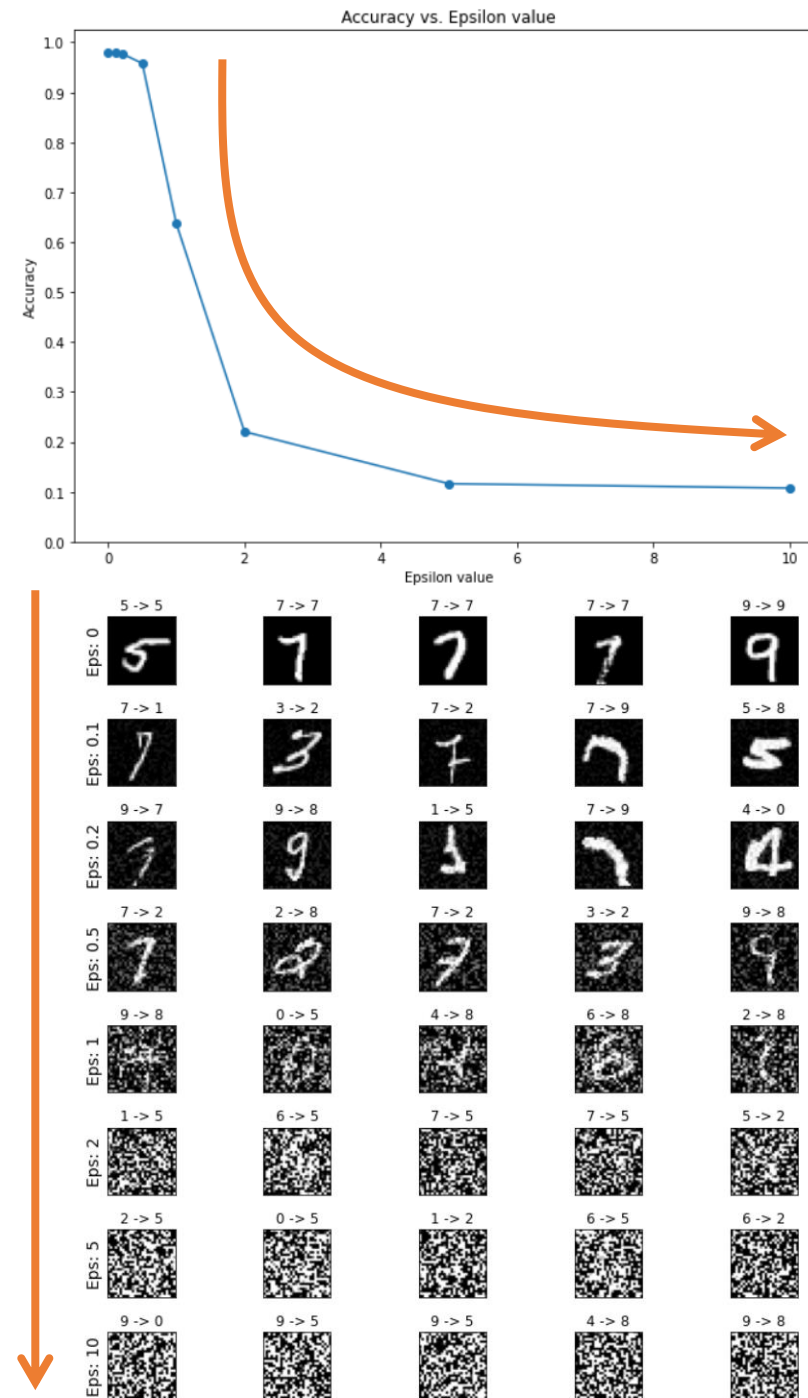 Accuracy vs. Epsilon value
1.0
0.9
0.8
0.7
0.6
0.5
0.4
0.3
0.2
0.1
0.0
Accuracy
0 2 4 6 8 10
Epsilon value
5 -> 5 7 -> 7 7 -> 7 7 -> 7 9 -> 9
Eps: 0
7 -> 1 3 -> 2 7 -> 2 7 -> 9 5 -> 8
Eps: 0.1
9 -> 7 9 -> 8 1 -> 5 7 -> 9 4 -> 0
Eps: 0.2
7 -> 2 2 -> 8 7 -> 2 3 -> 2 9 -> 8
Eps: 0.5
9 -> 8 0 -> 5 4 -> 8 6 -> 8 2 -> 8
Eps: 1
1 -> 5 6 -> 5 7 -> 5 7 -> 5 5 -> 2
Eps: 2
2 -> 5 0 -> 5 1 -> 2 6 -> 5 6 -> 2
Eps: 5
9 -> 0 9 -> 5 9 -> 5 4 -> 8 9 -> 8
Eps: 10